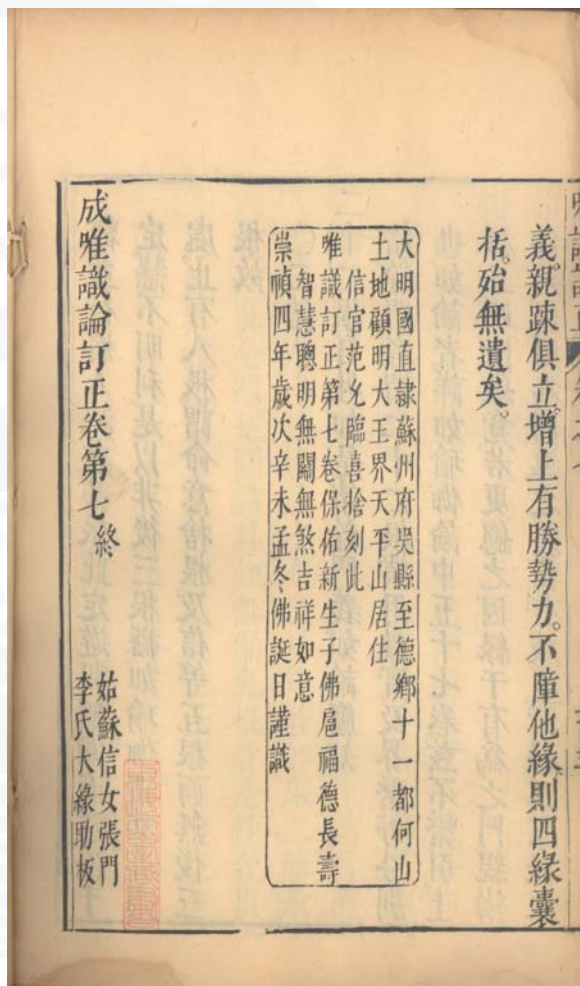 義。親踈俱立。增上有勝勢力。不障他緣。則四緣囊
括。殆無遺矣。
大明國直隸蘇州府吳縣至德鄉十一都何山
土地顧明大王界天平山居住
信官范允臨喜捨刻此
唯識訂正第七卷保佑新生子佛扈福德長壽
智慧聰明無關無煞吉祥如意
崇禎四年歲次辛未孟冬佛誕日謹識
成唯識論訂正卷第七終
姑蘇信女張門
李氏大緣助板